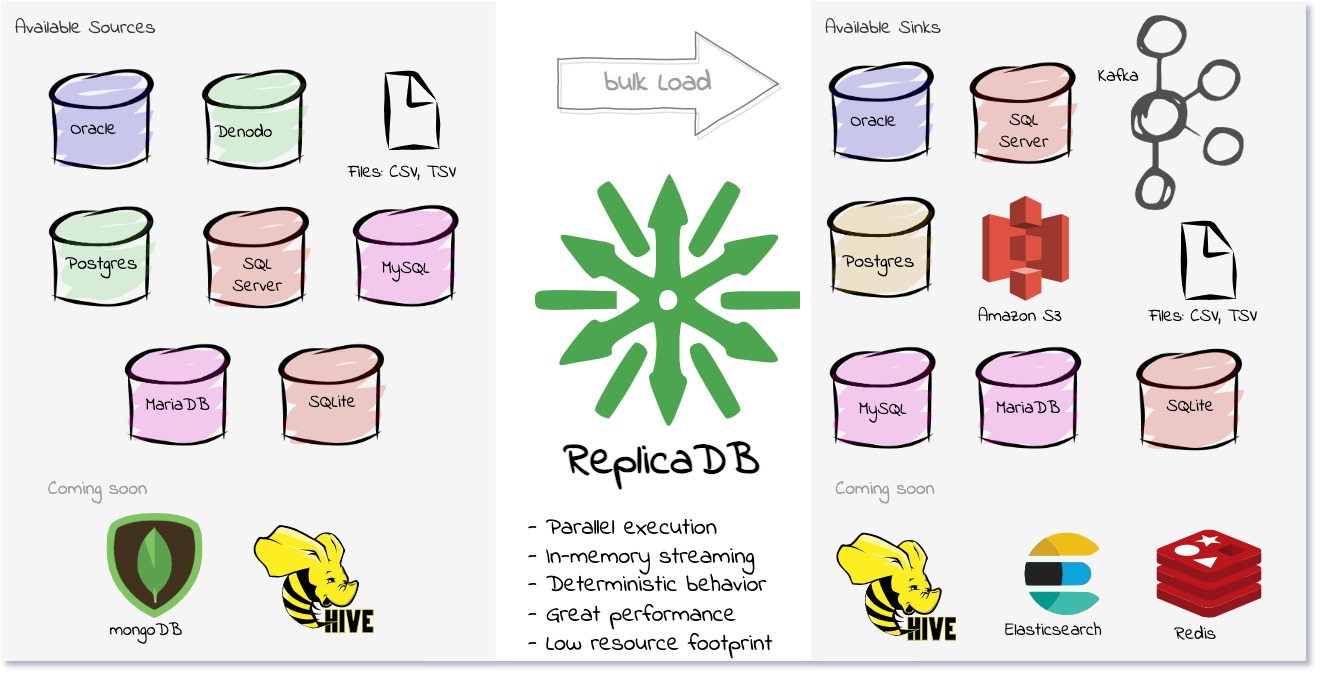 Available Sources
Oracle
Denodo
Files: CSV, TSV
Postgres
SQL
Server
MySQL
MariaDB
SQLite
Coming soon
mongoDB
HIVE
bulk Load
ReplicaDB
- Parallel execution
- In-memory streaming
- Deterministic behavior
- Great performance
- Low resource footprint
Available Sinks
Oracle
SQL
Server
Kafka
Postgres
Amazon S3
Files: CSV, TSV
MySQL
MariaDB
SQLite
Coming soon
HIVE
Elasticsearch
Redis